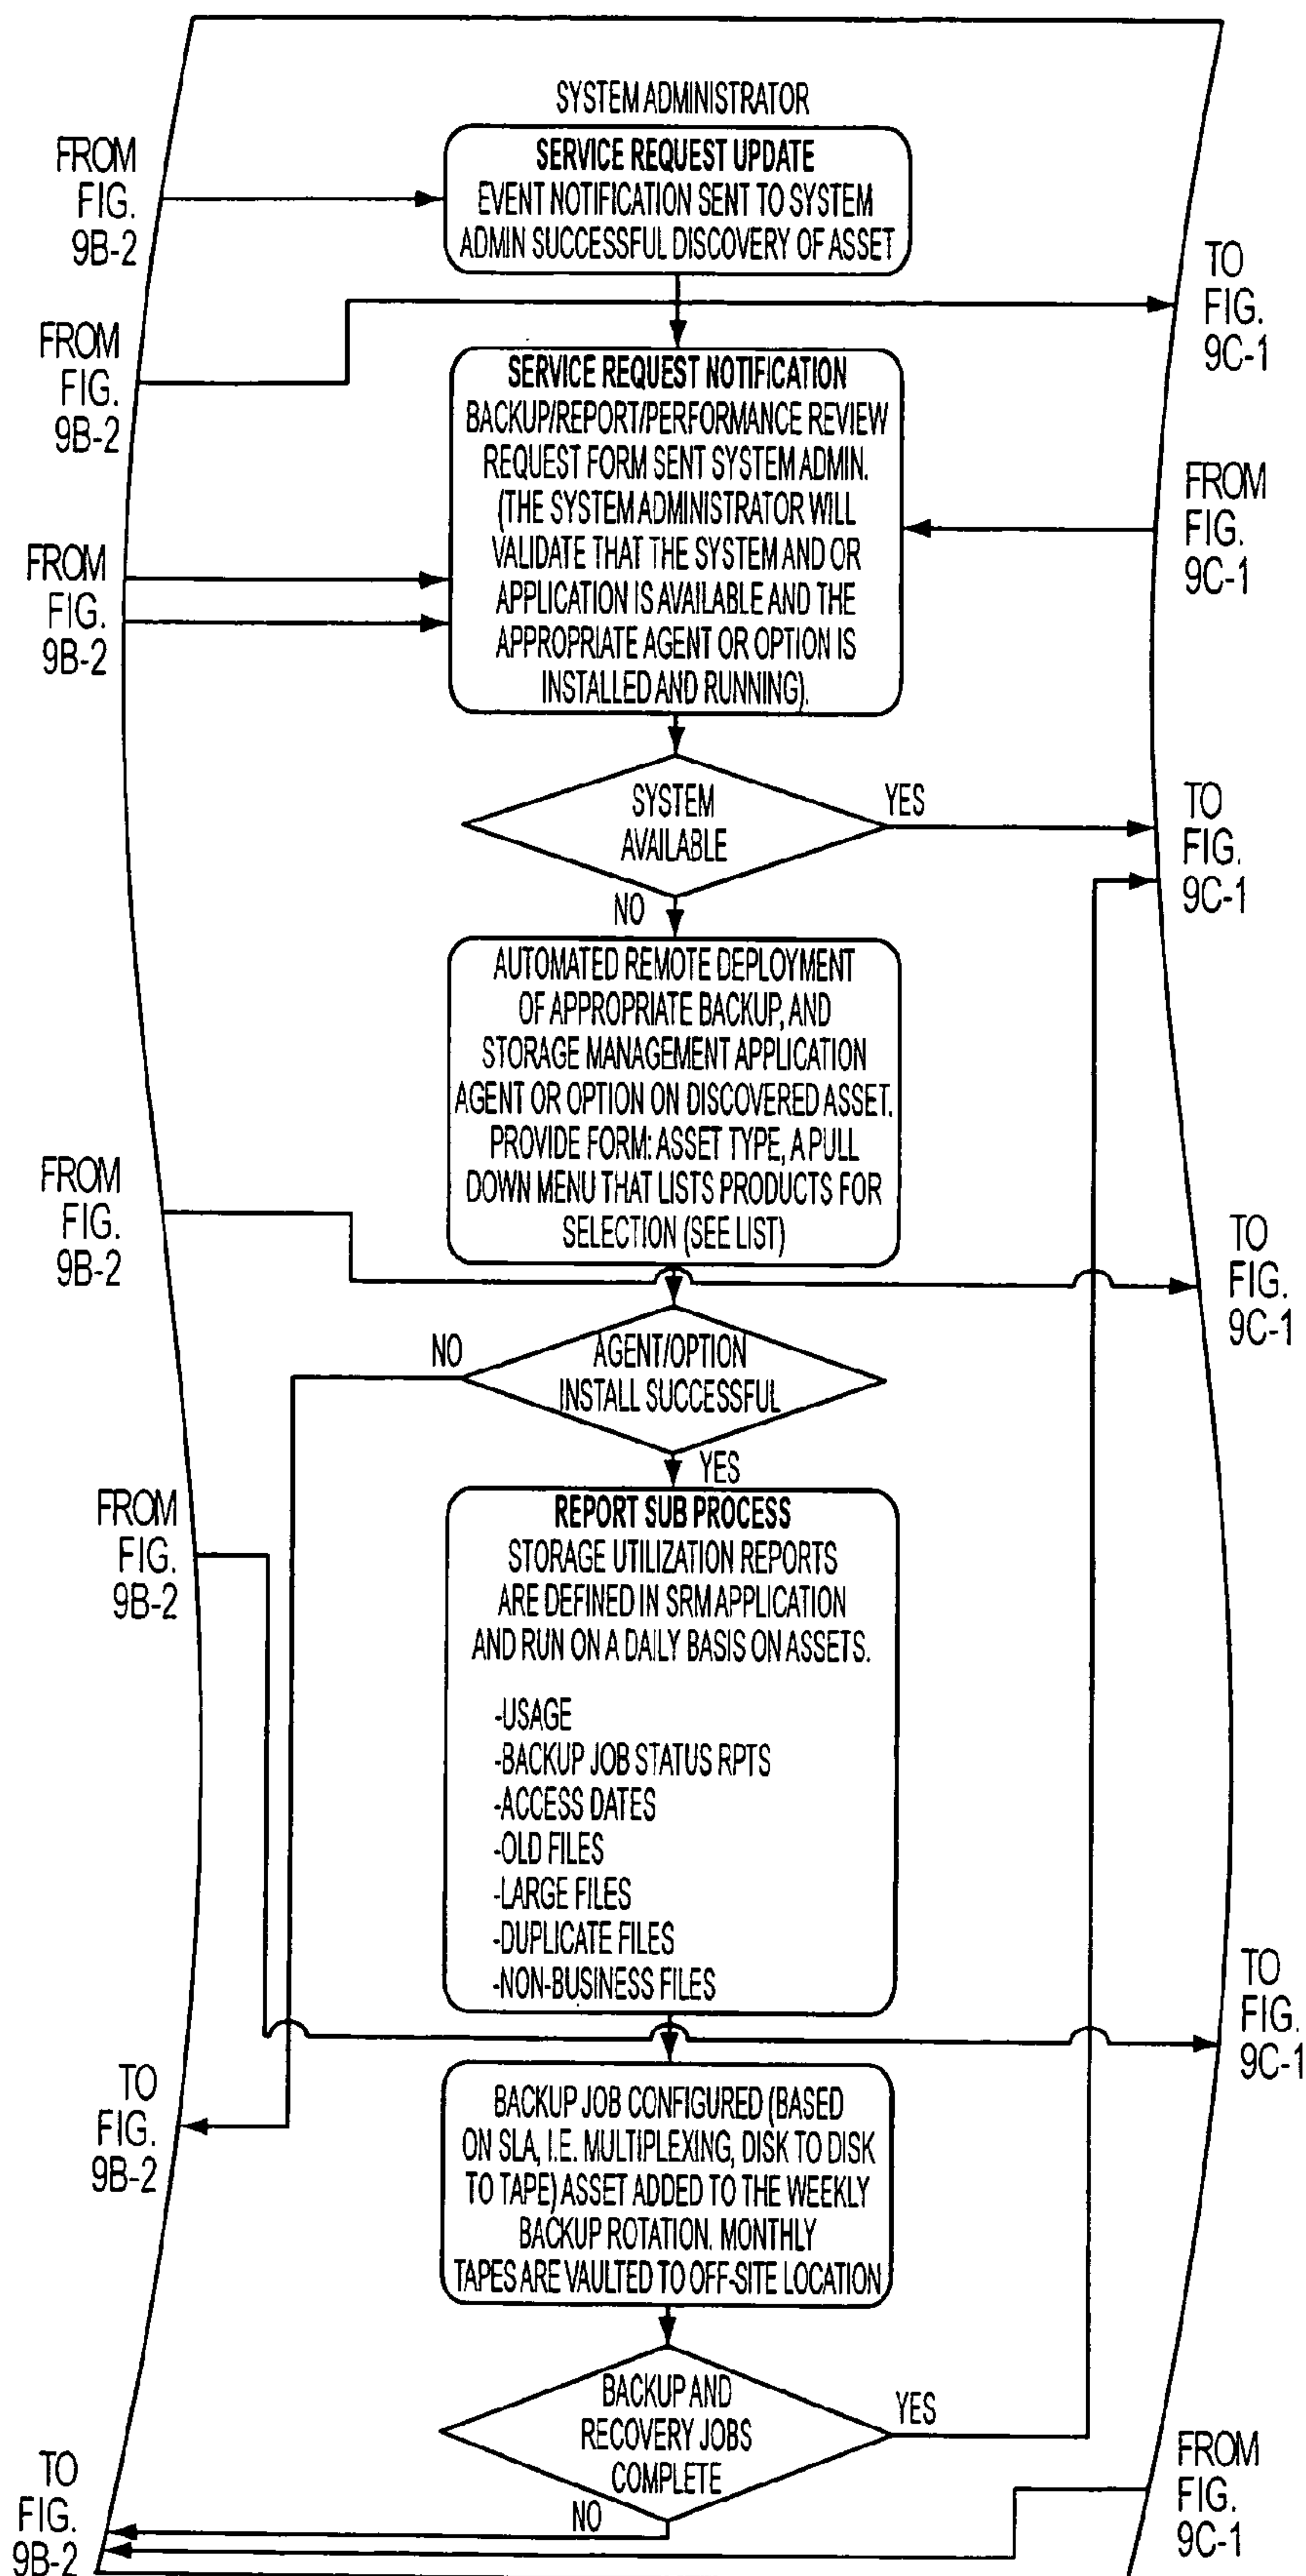 SYSTEM ADMINISTRATOR
FROM
FIG.
9B-2
SERVICE REQUEST UPDATE
EVENT NOTIFICATION SENT TO SYSTEM
ADMIN SUCCESSFUL DISCOVERY OF ASSET
TO
FIG.
9C-1
FROM
FIG.
9B-2
SERVICE REQUEST NOTIFICATION
BACKUP/REPORT/PERFORMANCE REVIEW
REQUEST FORM SENT SYSTEM ADMIN.
(THE SYSTEM ADMINISTRATOR WILL
VALIDATE THAT THE SYSTEM AND OR
APPLICATION IS AVAILABLE AND THE
APPROPRIATE AGENT OR OPTION IS
INSTALLED AND RUNNING).
FROM
FIG.
9C-1
FROM
FIG.
9B-2
SYSTEM
AVAILABLE
YES
TO
FIG.
9C-1
NO
AUTOMATED REMOTE DEPLOYMENT
OF APPROPRIATE BACKUP, AND
STORAGE MANAGEMENT APPLICATION
AGENT OR OPTION ON DISCOVERED ASSET.
PROVIDE FORM: ASSET TYPE, A PULL
DOWN MENU THAT LISTS PRODUCTS FOR
SELECTION (SEE LIST)
FROM
FIG.
9B-2
TO
FIG.
9C-1
NO
AGENT/OPTION
INSTALL SUCCESSFUL
YES
FROM
FIG.
9B-2
REPORT SUB PROCESS
STORAGE UTILIZATION REPORTS
ARE DEFINED IN SRM APPLICATION
AND RUN ON A DAILY BASIS ON ASSETS.
-USAGE
-BACKUP JOB STATUS RPTS
-ACCESS DATES
-OLD FILES
-LARGE FILES
-DUPLICATE FILES
-NON-BUSINESS FILES
TO
FIG.
9C-1
TO
FIG.
9B-2
BACKUP JOB CONFIGURED (BASED
ON SLA, I.E. MULTIPLEXING, DISK TO DISK
TO TAPE) ASSET ADDED TO THE WEEKLY
BACKUP ROTATION. MONTHLY
TAPES ARE VAULTED TO OFF-SITE LOCATION
BACKUP AND
RECOVERY JOBS
COMPLETE
YES
NO
FROM
FIG.
9C-1
TO
FIG.
9B-2